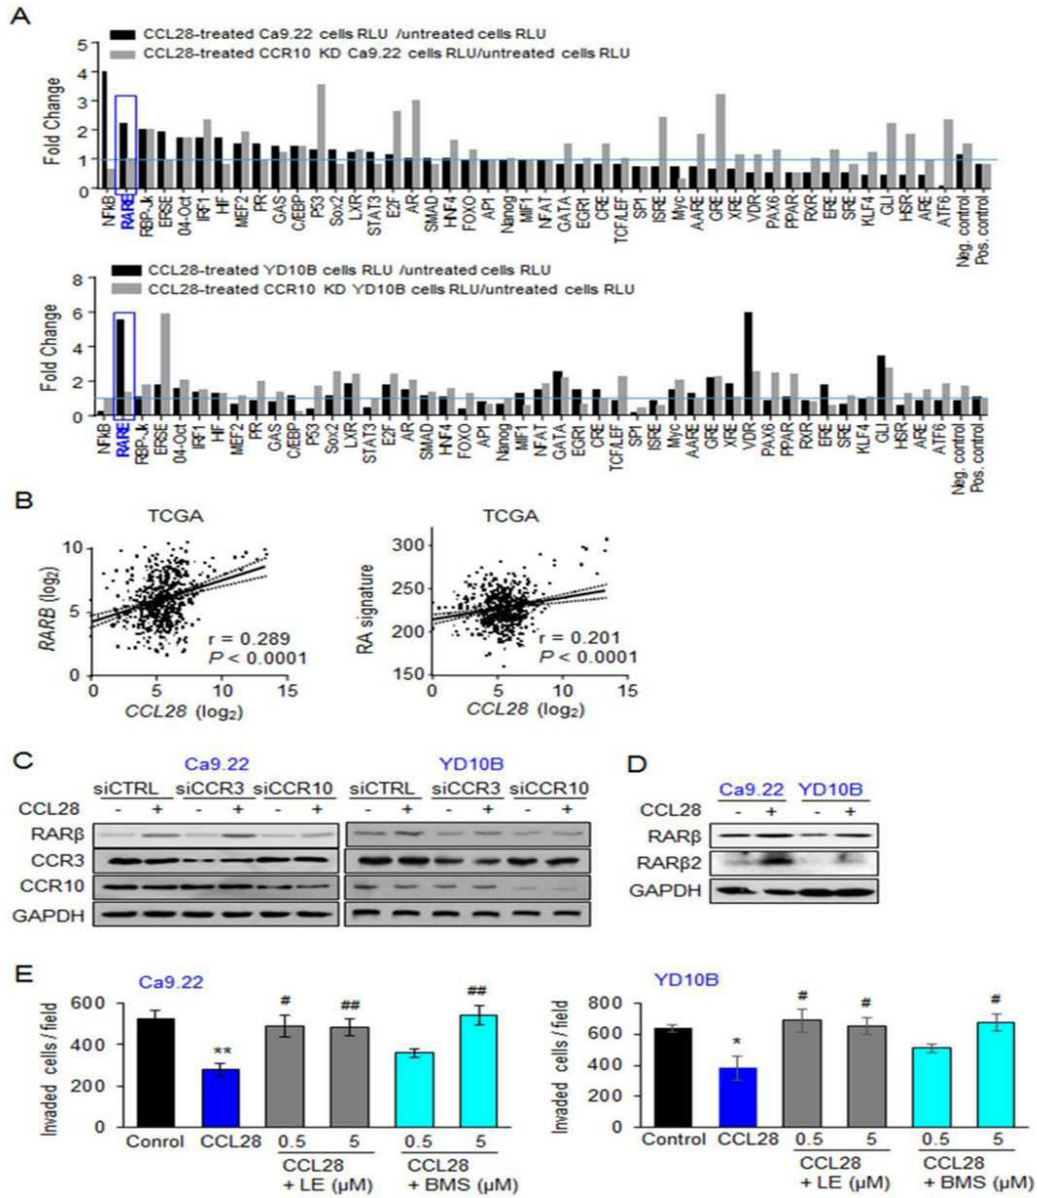 A
CCL28-treated Ca9.22 cells RLU /untreated cells RLU
CCL28-treated CCR10 KD Ca9.22 cells RLU/untreated cells RLU
Fold Change
5
4
3
2
1
0
NFkB RARE RBP-Jk ERSE 04-Oct IRF1 HIF MEF2 PR GAS C/EBP P53 Sox2 LXR STAT3 E2F AR SMAD HNF4 FOXO AP1 Nanog MIF1 NFAT GATA EGR1 CRE TCF/LEF SP1 ISRE Myc AARE GRE XRE VDR PAX6 PPAR RXR ERE SRE KLF4 GLI HSR ARE ATF6 Neg. control Pos. control
CCL28-treated YD10B cells RLU /untreated cells RLU
CCL28-treated CCR10 KD YD10B cells RLU/untreated cells RLU
Fold Change
8
6
4
2
0
NFkB RARE RBP-Jk ERSE 04-Oct IRF1 HIF MEF2 PR GAS C/EBP P53 Sox2 LXR STAT3 E2F AR SMAD HNF4 FOXO AP1 Nanog MIF1 NFAT GATA EGR1 CRE TCF/LEF SP1 ISRE Myc AARE GRE XRE VDR PAX6 PPAR RXR ERE SRE KLF4 GLI HSR ARE ATF6 Neg. control Pos. control
B
TCGA
RARB (log2)
10
5
0
r = 0.289
P < 0.0001
0 5 10 15
CCL28 (log2)
TCGA
RA signature
300
250
200
150
r = 0.201
P < 0.0001
0 5 10 15
CCL28 (log2)
C
Ca9.22 YD10B
siCTRL siCCR3 siCCR10 siCTRL siCCR3 siCCR10
CCL28 - + - + - + - + - + - +
RARβ
CCR3
CCR10
GAPDH
D
Ca9.22 YD10B
CCL28 - + - +
RARβ
RARβ2
GAPDH
E
Ca9.22
Invaded cells / field
600
400
200
0
** # ## ##
Control CCL28 0.5 5 0.5 5
CCL28 CCL28
+ LE (μM) + BMS (μM)
YD10B
Invaded cells / field
800
600
400
200
0
* # # #
Control CCL28 0.5 5 0.5 5
CCL28 CCL28
+ LE (μM) + BMS (μM)